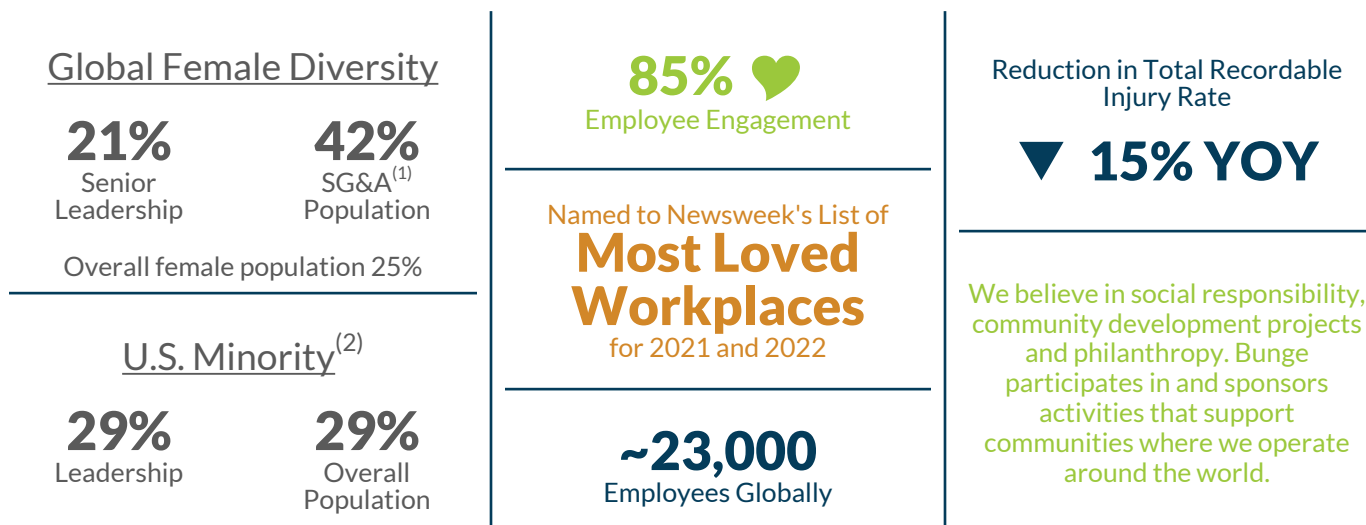 Global Female Diversity
21%
Senior
Leadership
42%
SG&A(1)
Population
Overall female population 25%
U.S. Minority(2)
29%
Leadership
29%
Overall
Population
85%
Employee Engagement
Named to Newsweek's List of
Most Loved
Workplaces
for 2021 and 2022
~23,000
Employees Globally
Reduction in Total Recordable
Injury Rate
15% YOY
We believe in social responsibility,
community development projects
and philanthropy. Bunge
participates in and sponsors
activities that support
communities where we operate
around the world.